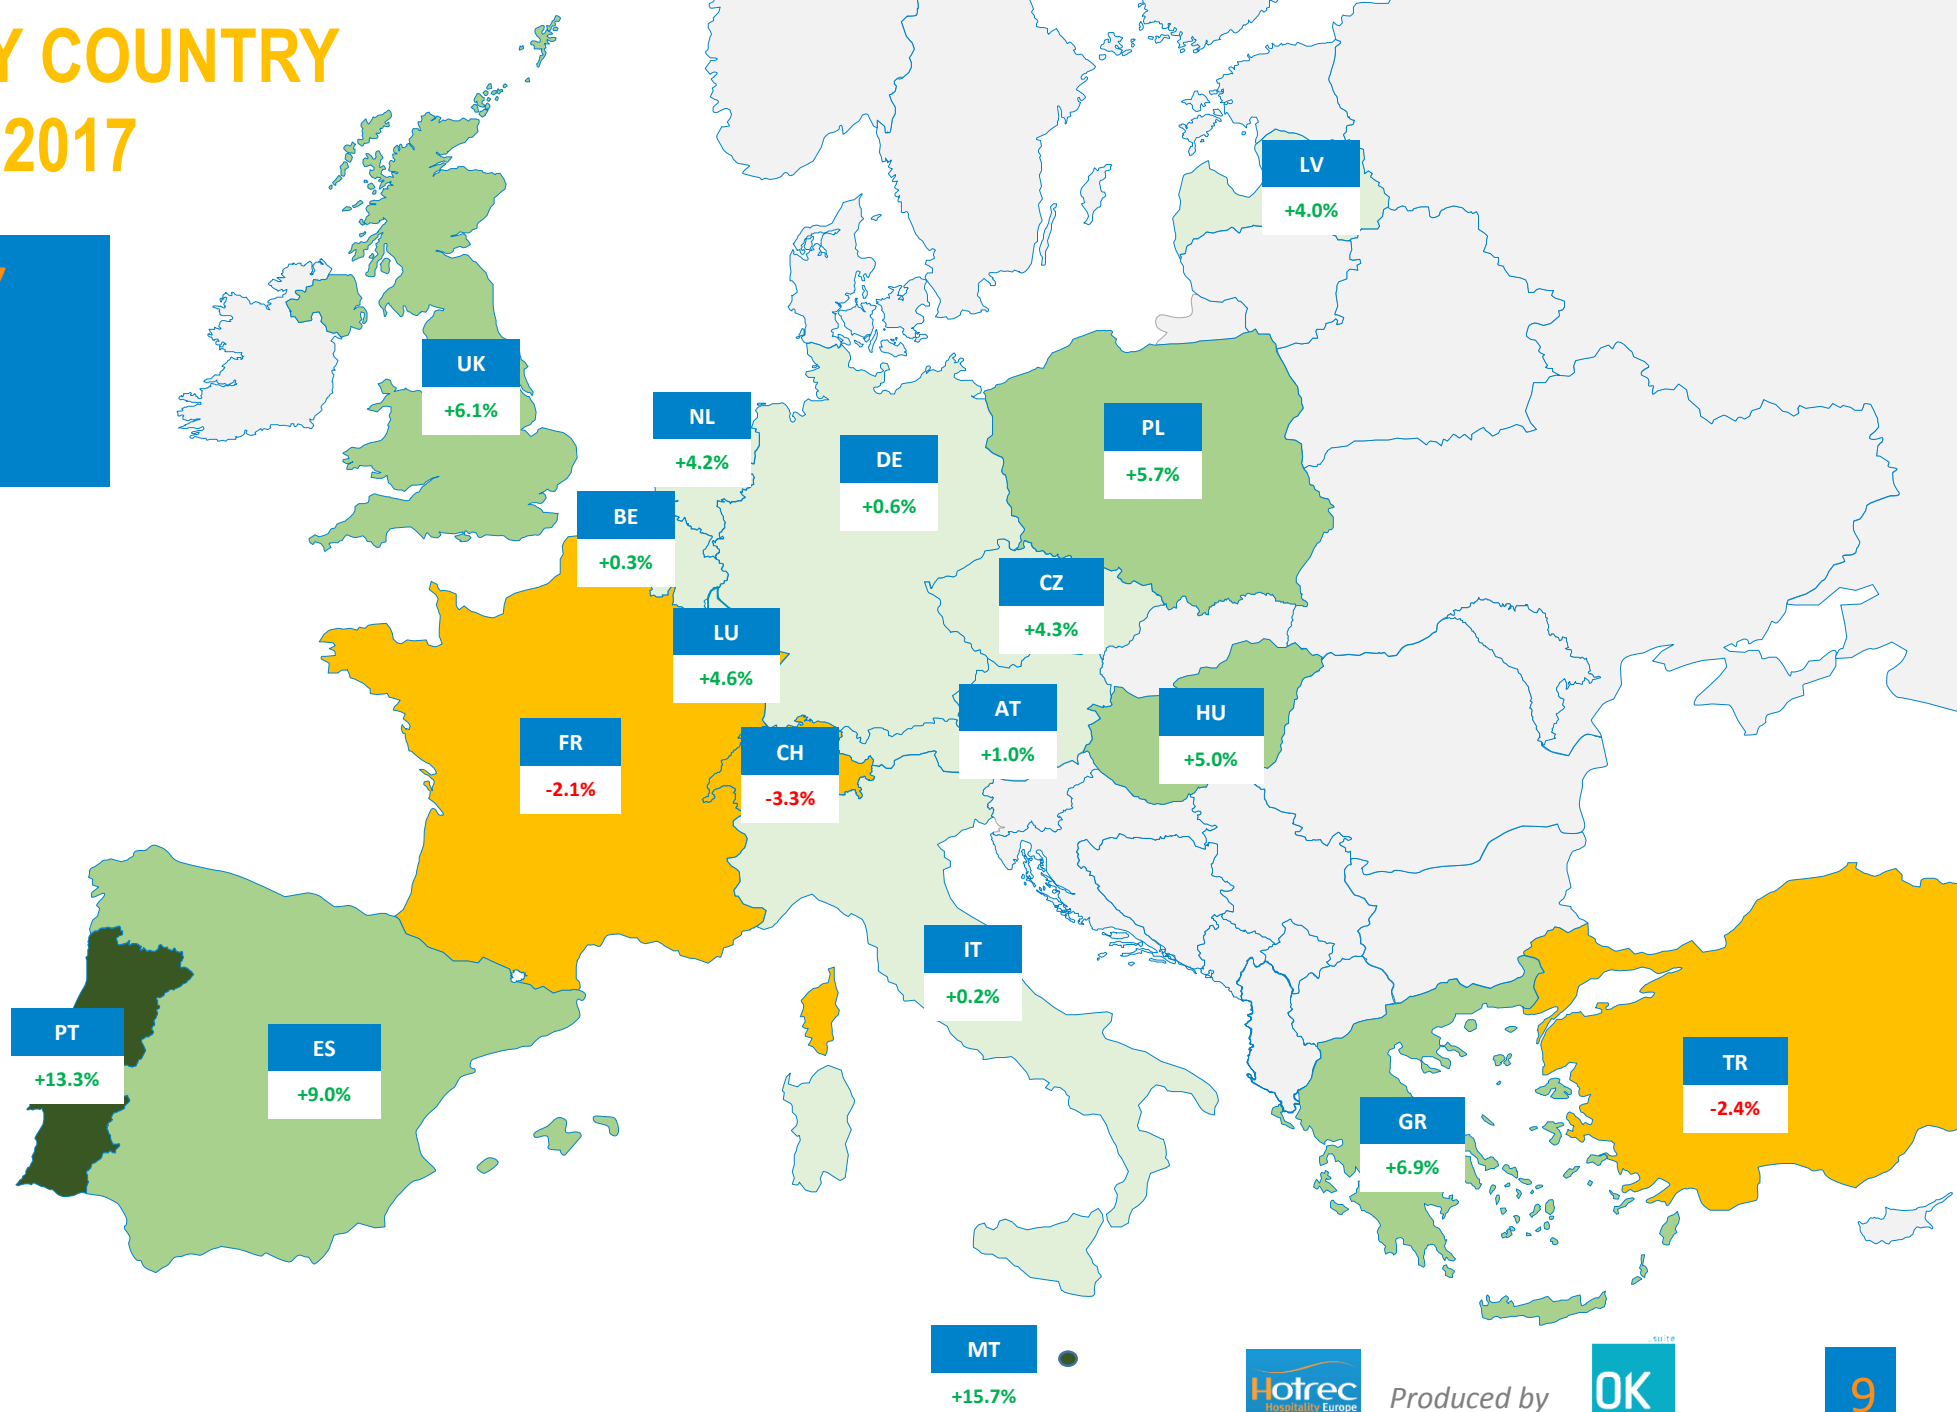 Y COUNTRY
2017
LV
+4.0%
UK
+6.1%
NL
+4.2%
DE
+0.6%
PL
+5.7%
BE
+0.3%
CZ
+4.3%
LU
+4.6%
AT
+1.0%
HU
+5.0%
FR
-2.1%
CH
-3.3%
IT
+0.2%
PT
+13.3%
ES
+9.0%
TR
-2.4%
GR
+6.9%
MT
+15.7%
Hotrec
Hospitality Europe
Produced by
suite
OK
9